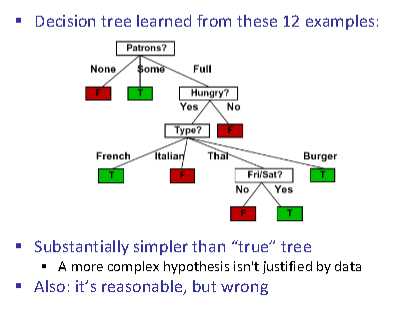 Decision tree learned from these 12 examples:
Patrons?
None Some Full
F T Hungry?
Yes No
Type? F
French Italian Thai Burger
T F Fri/Sat? T
No Yes
F T
Substantially simpler than “true” tree
A more complex hypothesis isn't justified by data
Also: it’s reasonable, but wrong